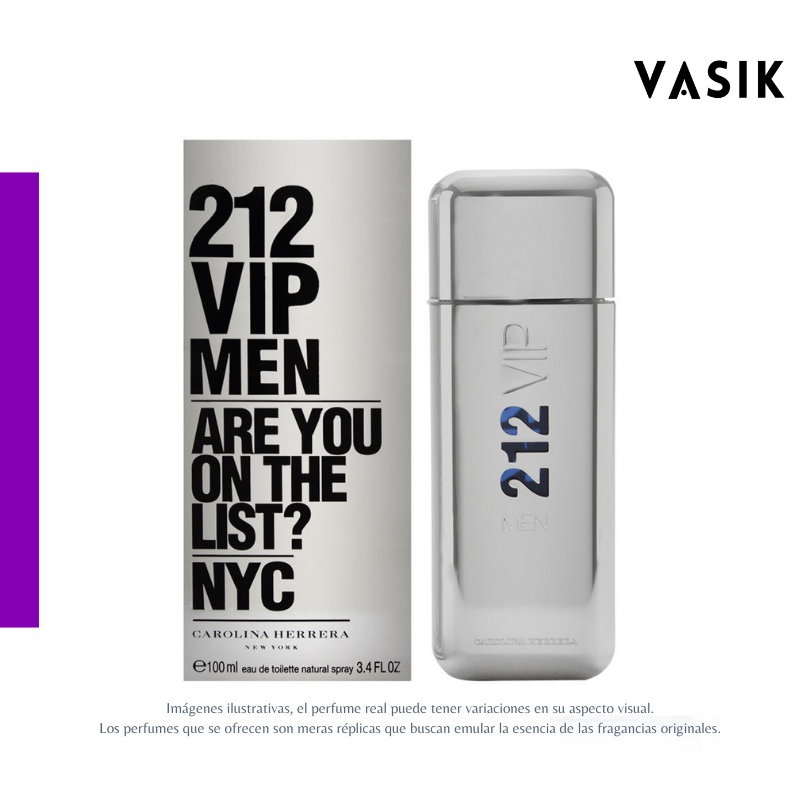 VASIK
212
VIP
MEN
ARE YOU
ON THE
LIST?
NYC
CAROLINA HERRERA
NEW YORK
℮100 ml eau de toilette natural spray 3.4 FL OZ
212 VIP
MEN
CAROLINA HERRERA
Imágenes ilustrativas, el perfume real puede tener variaciones en su aspecto visual.
Los perfumes que se ofrecen son meras réplicas que buscan emular la esencia de las fragancias originales.